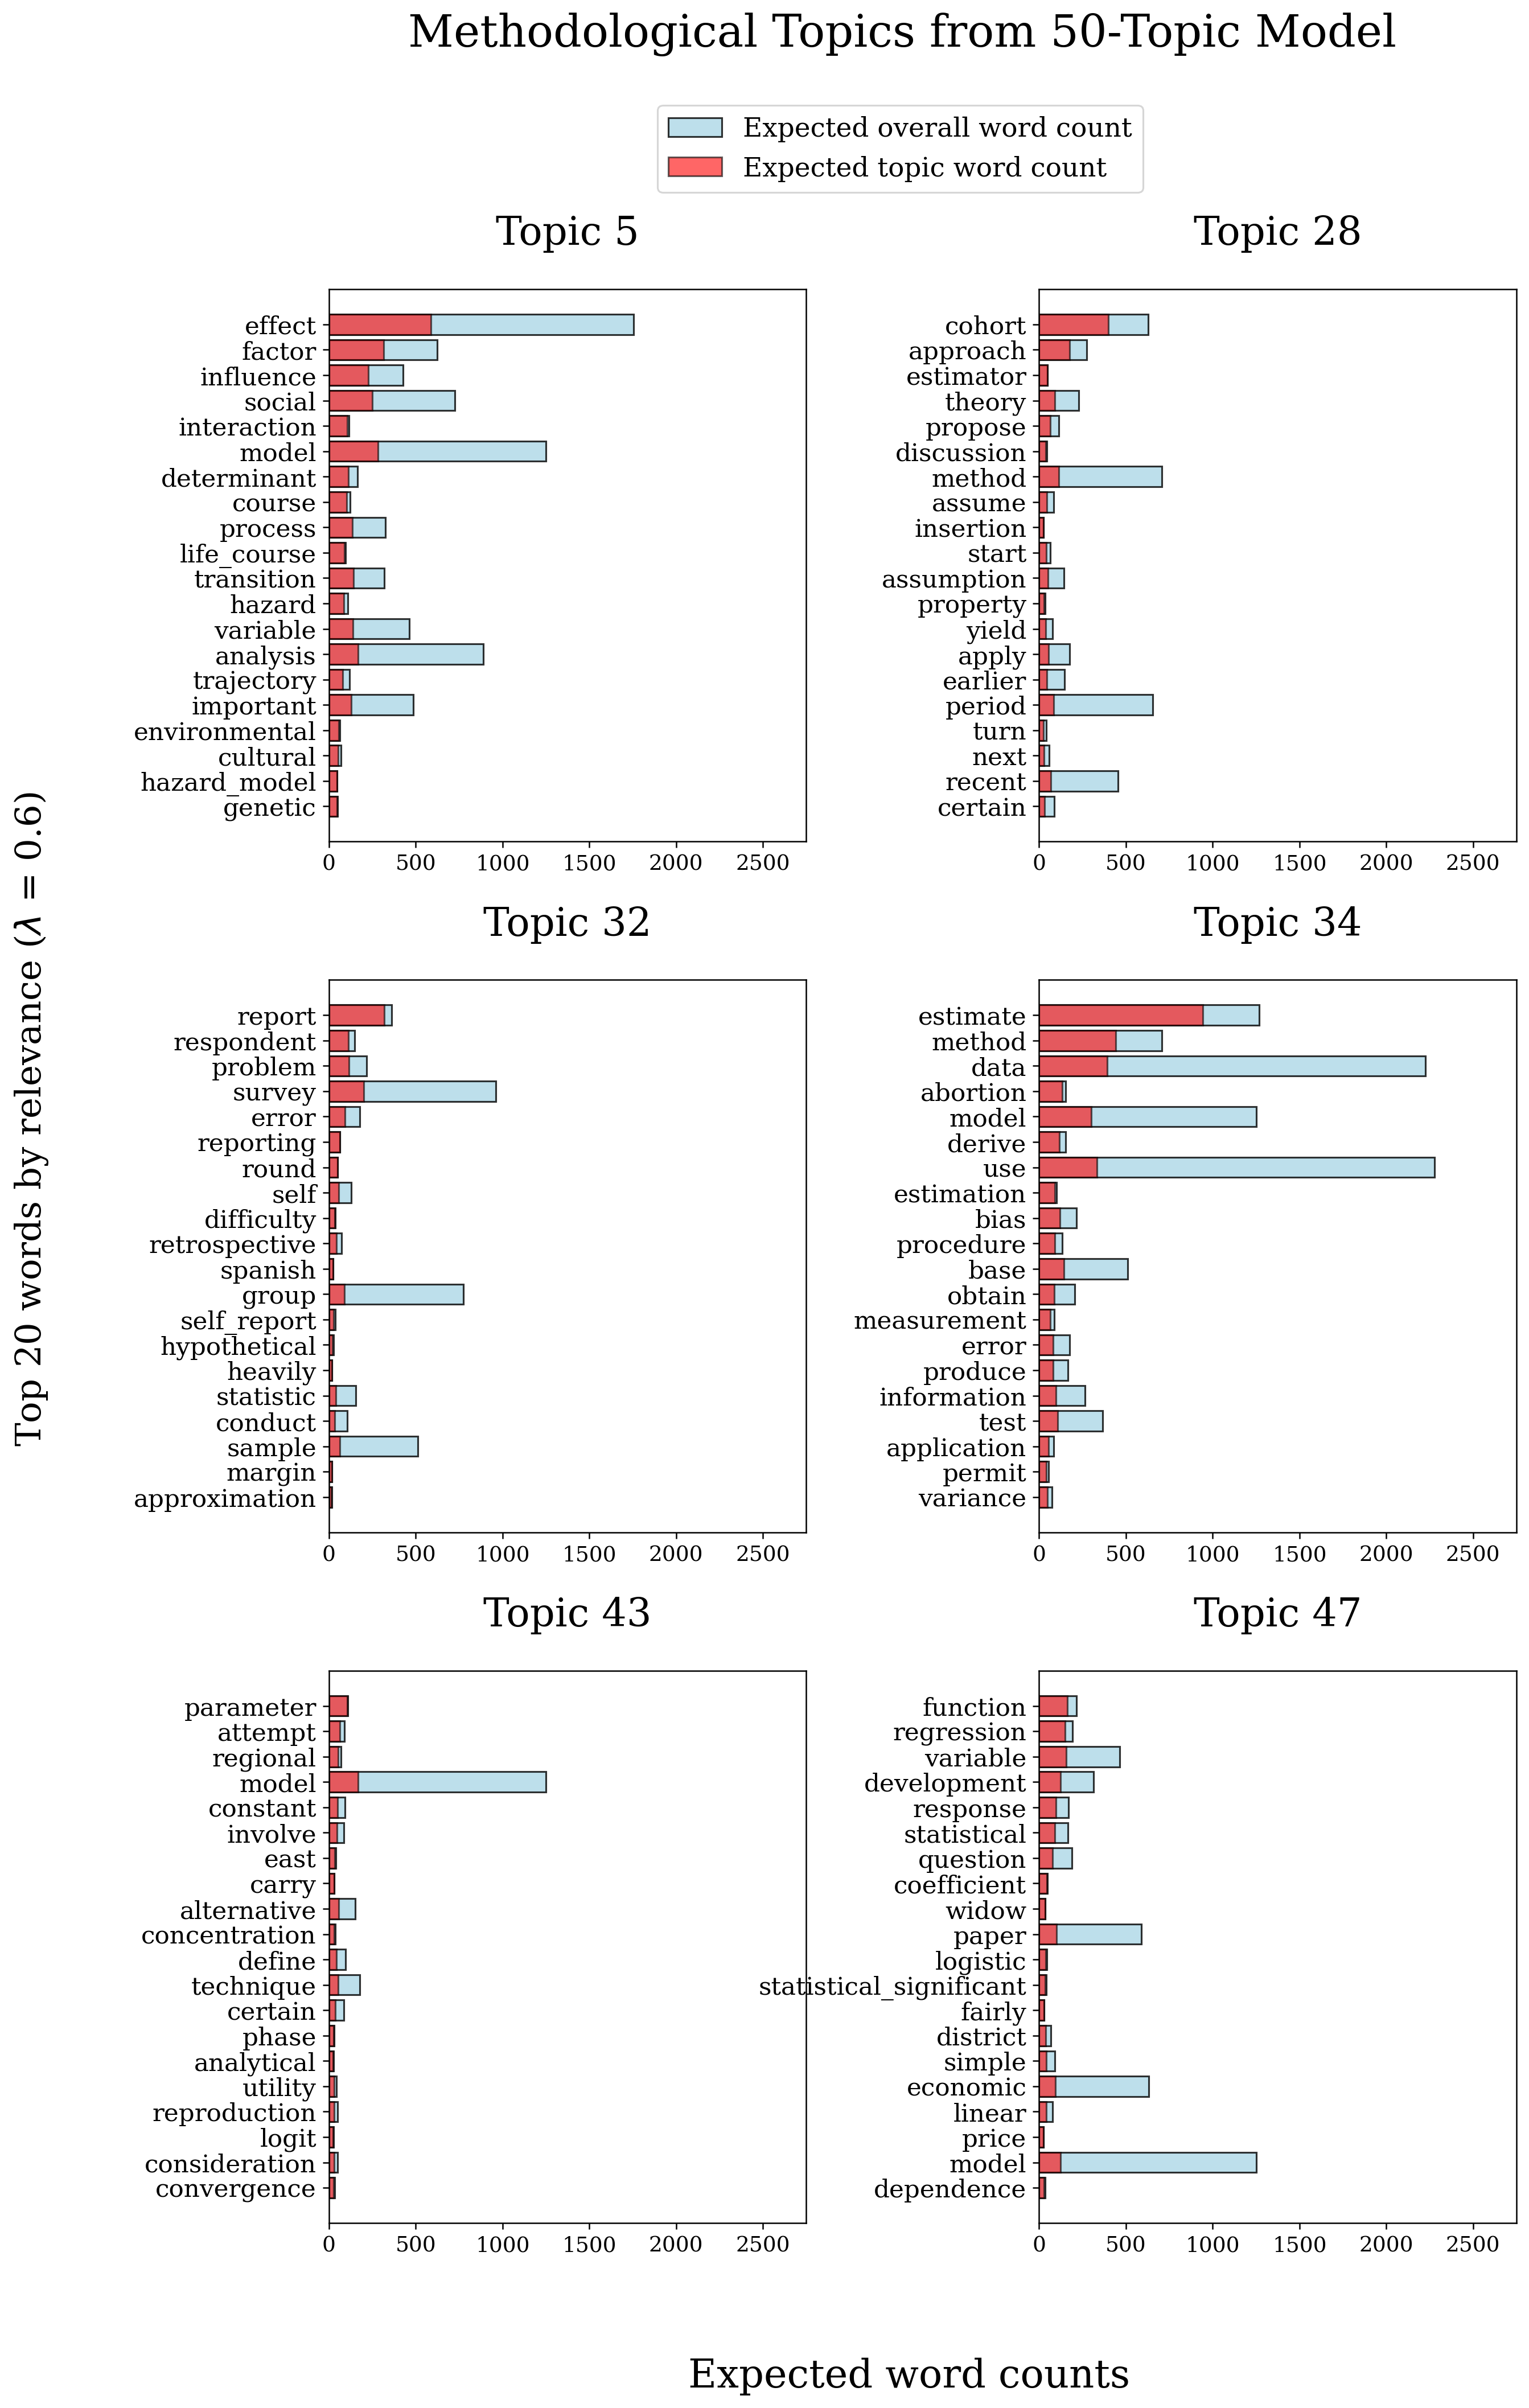 Methodological Topics from 50-Topic Model
Expected overall word count
Expected topic word count
Top 20 words by relevance (λ = 0.6)
Topic 5
effect
factor
influence
social
interaction
model
determinant
course
process
life_course
transition
hazard
variable
analysis
trajectory
important
environmental
cultural
hazard_model
genetic
0 500 1000 1500 2000 2500
Topic 28
cohort
approach
estimator
theory
propose
discussion
method
assume
insertion
start
assumption
property
yield
apply
earlier
period
turn
next
recent
certain
0 500 1000 1500 2000 2500
Topic 32
report
respondent
problem
survey
error
reporting
round
self
difficulty
retrospective
spanish
group
self_report
hypothetical
heavily
statistic
conduct
sample
margin
approximation
0 500 1000 1500 2000 2500
Topic 34
estimate
method
data
abortion
model
derive
use
estimation
bias
procedure
base
obtain
measurement
error
produce
information
test
application
permit
variance
0 500 1000 1500 2000 2500
Topic 43
parameter
attempt
regional
model
constant
involve
east
carry
alternative
concentration
define
technique
certain
phase
analytical
utility
reproduction
logit
consideration
convergence
0 500 1000 1500 2000 2500
Topic 47
function
regression
variable
development
response
statistical
question
coefficient
widow
paper
logistic
statistical_significant
fairly
district
simple
economic
linear
price
model
dependence
0 500 1000 1500 2000 2500
Expected word counts